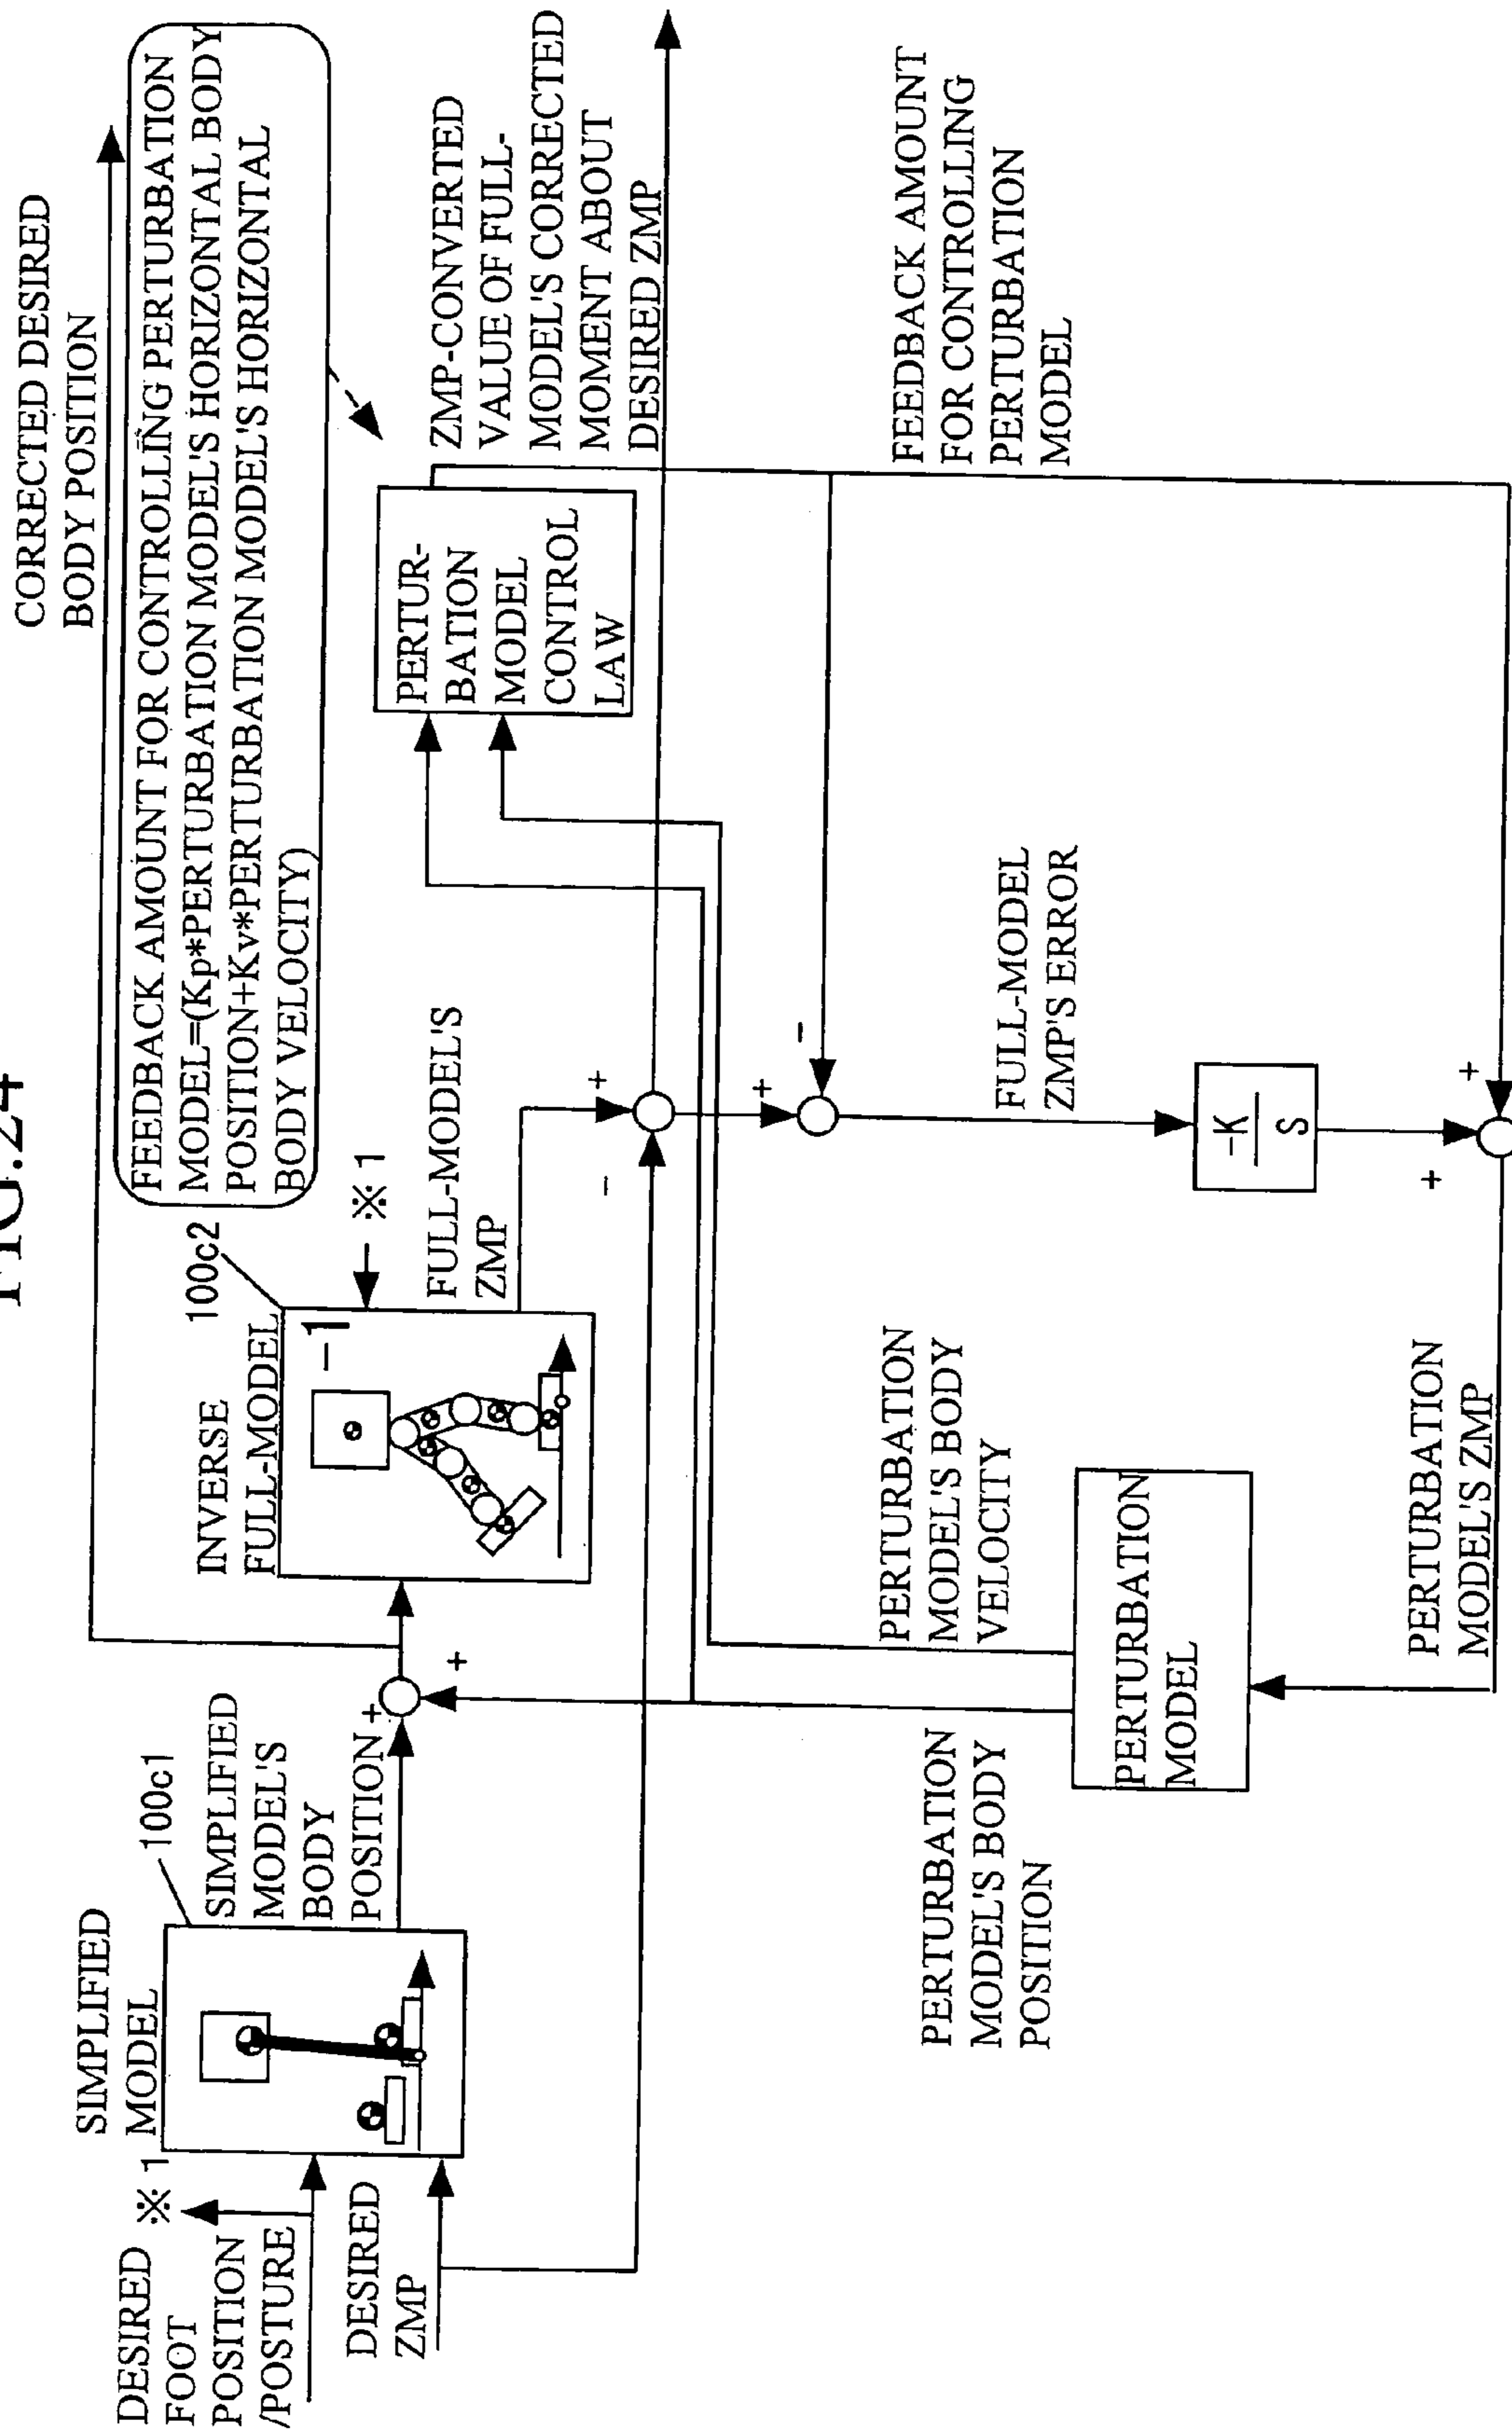 FIG.24
CORRECTED DESIRED
BODY POSITION
FEEDBACK AMOUNT FOR CONTROLLING PERTURBATION
MODEL=(Kp*PERTURBATION MODEL'S HORIZONTAL BODY
POSITION+Kv*PERTURBATION MODEL'S HORIZONTAL
BODY VELOCITY)
SIMPLIFIED
MODEL
100c1
DESIRED
FOOT
POSITION
/POSTURE
※1
DESIRED
ZMP
SIMPLIFIED
MODEL'S
BODY
POSITION
+
+
INVERSE
FULL-MODEL
100c2
-1
※1
FULL-MODEL'S
ZMP
+
-
PERTUR-
BATION
MODEL
CONTROL
LAW
ZMP-CONVERTED
VALUE OF FULL-
MODEL'S CORRECTED
MOMENT ABOUT
DESIRED ZMP
+
-
FEEDBACK AMOUNT
FOR CONTROLLING
PERTURBATION
MODEL
FULL-MODEL
ZMP'S ERROR
-K
S
+
+
PERTURBATION
MODEL'S BODY
VELOCITY
PERTURBATION
MODEL'S BODY
POSITION
PERTURBATION
MODEL
PERTURBATION
MODEL'S ZMP